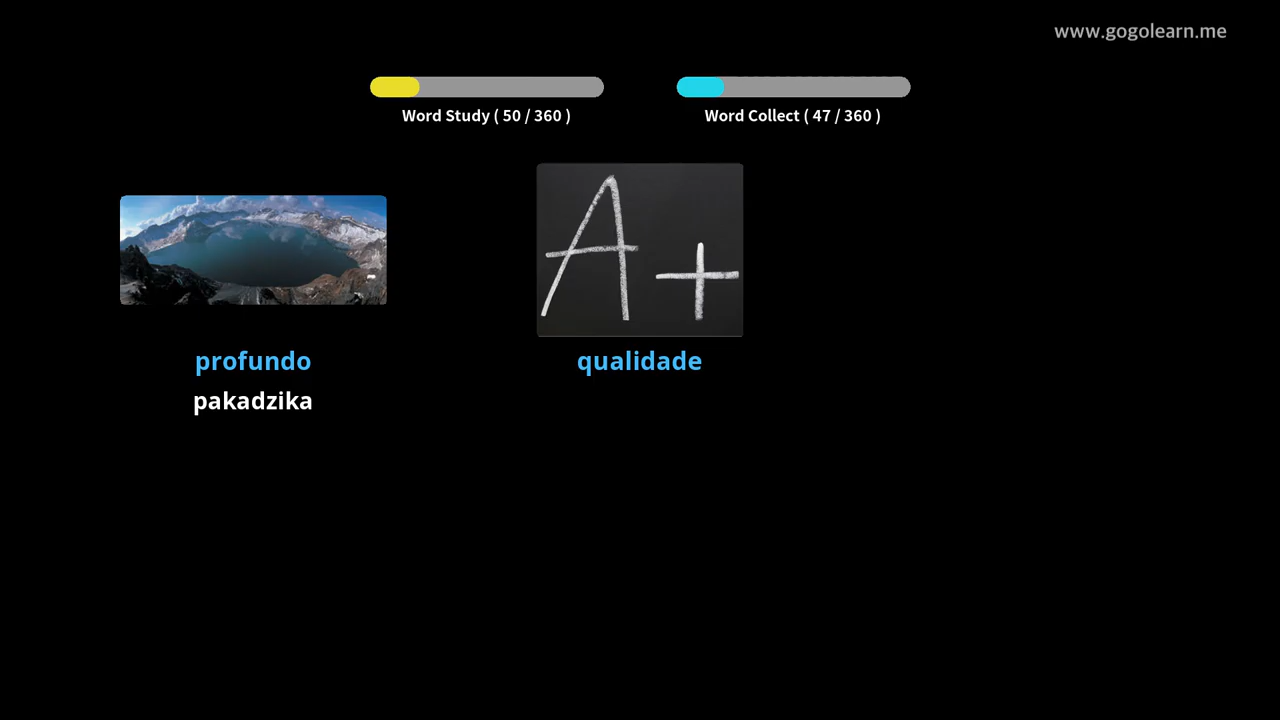 www.gogolearn.me
Word Study ( 50 / 360 )
Word Collect ( 47 / 360 )
A+
profundo
qualidade
pakadzika